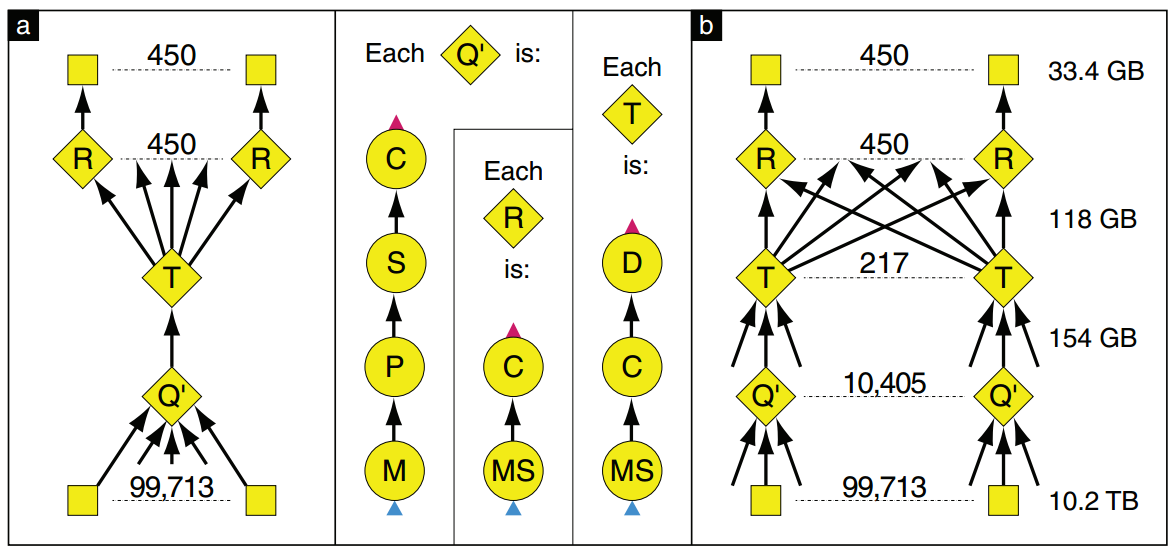 a
450
R
450
R
T
Q'
99,713
Each Q' is:
C
S
P
M
Each
R
is:
C
MS
Each
T
is:
D
C
MS
b
450
33.4 GB
R
450
R
118 GB
T
217
T
154 GB
Q'
10,405
Q'
99,713
10.2 TB